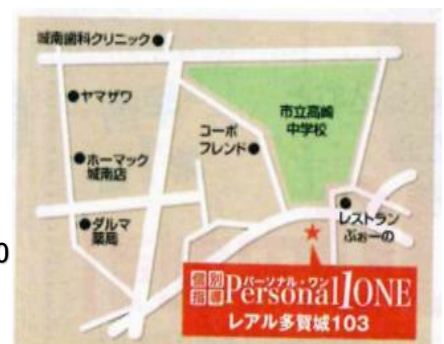 城南歯科クリニック
ヤマザワ
市立高崎
中学校
コーポ
フレンド
ホーマック
城南店
ダルマ
薬局
レストラン
ぶぉーの
0
個別
指導
パーソナル・ワン
Personal1ONE
レアル多賀城103